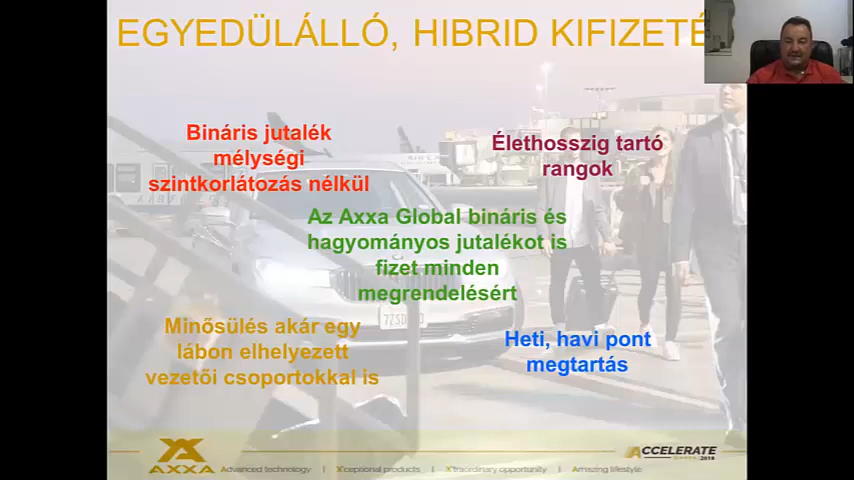 EGYEDÜLÁLLÓ, HIBRID KIFIZETÉ
Bináris jutalék
mélységi
szintkorlátozás nélkül
Élethosszig tartó
rangok
Az Axxa Global bináris és
hagyományos jutalékot is
fizet minden
megrendelésért
Minősülés akár egy
lábon elhelyezett
vezetői csoportokkal is
Heti, havi pont
megtartás
AXXA
Advanced technology | X'ceptional products | X'traordinary opportunity | Amazing lifestyle
ACCELERATE